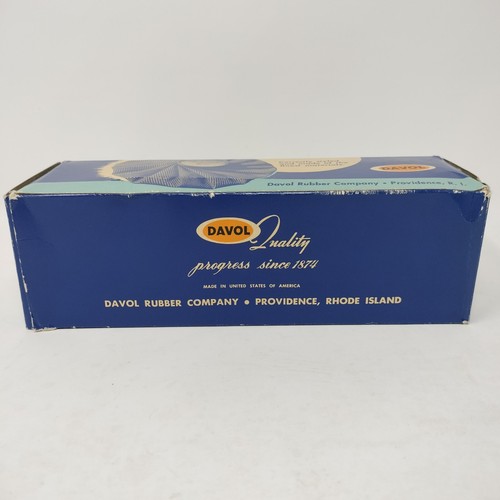 DAVOL
Davol Rubber Company • Providence, R. I.
DAVOL Quality
progress since 1874
MADE IN UNITED STATES OF AMERICA
DAVOL RUBBER COMPANY • PROVIDENCE, RHODE ISLAND